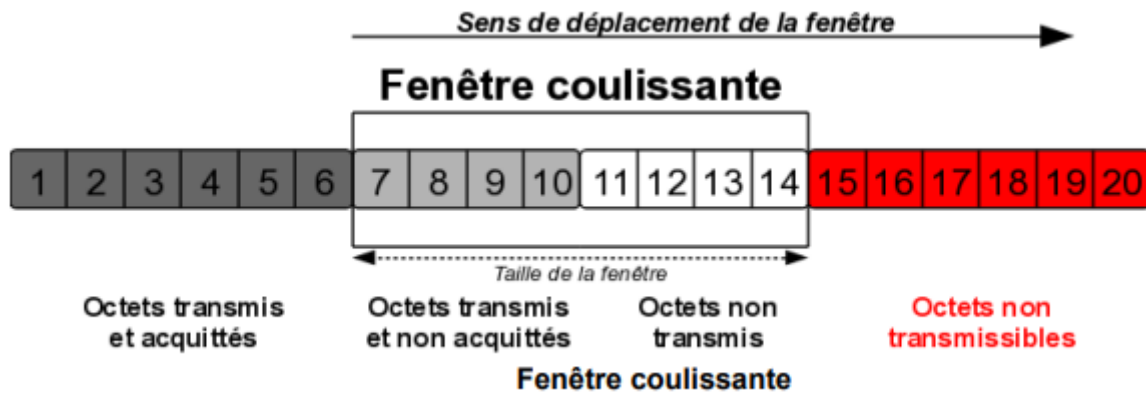 Sens de déplacement de la fenêtre
Fenêtre coulissante
1 2 3 4 5 6 7 8 9 10 11 12 13 14 15 16 17 18 19 20
Taille de la fenêtre
Octets transmis et acquittés
Octets transmis et non acquittés
Octets non transmis
Octets non transmissibles
Fenêtre coulissante